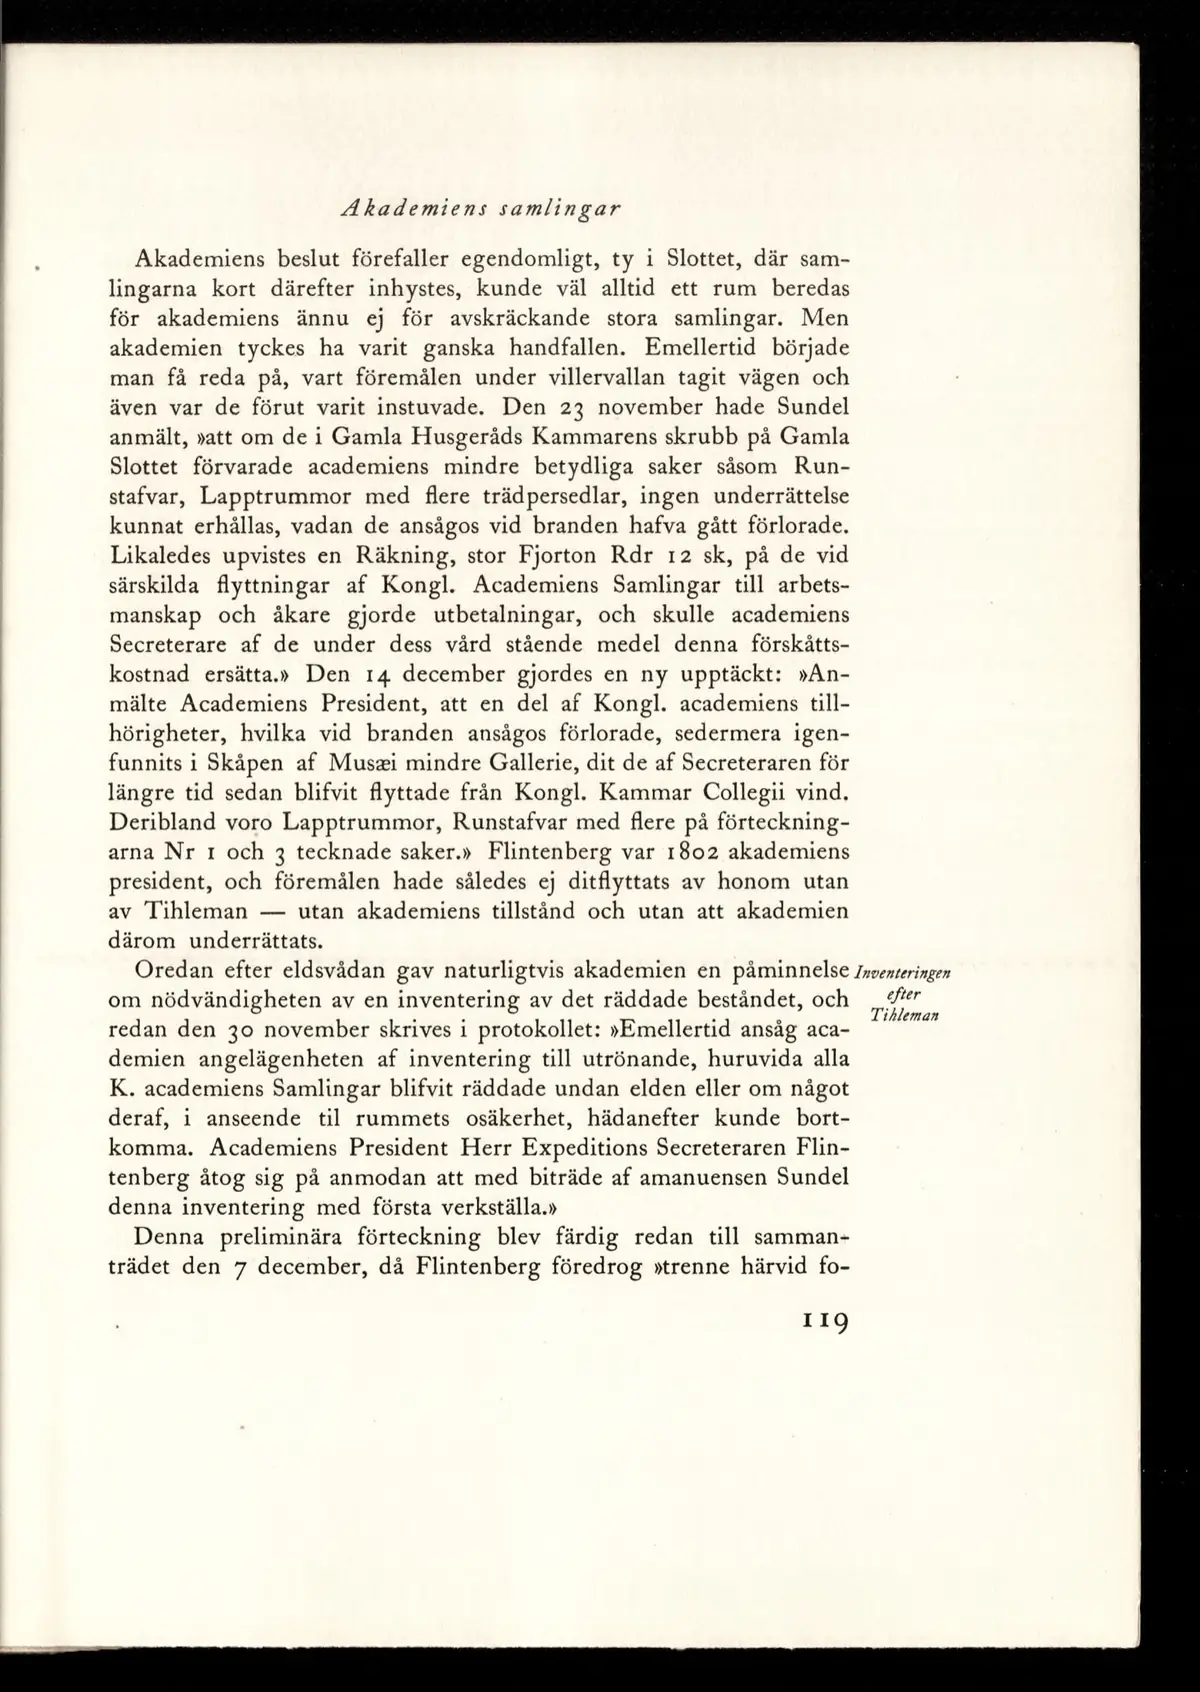 Akademiens samlingar
Akademiens beslut förefaller egendomligt, ty i Slottet, där sam-
lingarna kort därefter inhystes, kunde väl alltid ett rum beredas
för akademiens ännu ej för avskräckande stora samlingar. Men
akademien tyckes ha varit ganska handfallen. Emellertid började
man få reda på, vart föremålen under villervallan tagit vägen och
även var de förut varit instuvade. Den 23 november hade Sundel
anmält, »att om de i Gamla Husgeråds Kammarens skrubb på Gamla
Slottet förvarade academiens mindre betydliga saker såsom Run-
stafvar, Lapptrummor med flere trädpersedlar, ingen underrättelse
kunnat erhållas, vadan de ansågos vid branden hafva gått förlorade.
Likaledes upvistes en Räkning, stor Fjorton Rdr 12 sk, på de vid
särskilda flyttningar af Kongl. Academiens Samlingar till arbets-
manskap och åkare gjorde utbetalningar, och skulle academiens
Secreterare af de under dess vård stående medel denna förskåtts-
kostnad ersätta.» Den 14 december gjordes en ny upptäckt: »An-
mälte Academiens President, att en del af Kongl. academiens till-
hörigheter, hvilka vid branden ansågos förlorade, sedermera igen-
funnits i Skåpen af Musæi mindre Gallerie, dit de af Secreteraren för
längre tid sedan blifvit flyttade från Kongl. Kammar Collegii vind.
Deribland voro Lapptrummor, Runstafvar med flere på förteckning-
arna Nr 1 och 3 tecknade saker.» Flintenberg var 1802 akademiens
president, och föremålen hade således ej ditflyttats av honom utan
av Tihleman — utan akademiens tillstånd och utan att akademien
därom underrättats.
Oredan efter eldsvådan gav naturligtvis akademien en påminnelse
om nödvändigheten av en inventering av det räddade beståndet, och
redan den 30 november skrives i protokollet: »Emellertid ansåg aca-
demien angelägenheten af inventering till utrönande, huruvida alla
K. academiens Samlingar blifvit räddade undan elden eller om något
deraf, i anseende til rummets osäkerhet, hädanefter kunde bort-
komma. Academiens President Herr Expeditions Secreteraren Flin-
tenberg åtog sig på anmodan att med biträde af amanuensen Sundel
denna inventering med första verkställa.»
Inventeringen
efter
Tihleman
Denna preliminära förteckning blev färdig redan till samman-
trädet den 7 december, då Flintenberg föredrog »trenne härvid fo-
119